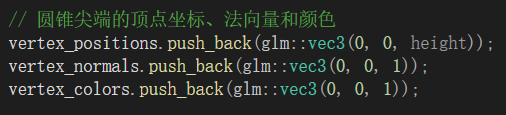 // 圆锥尖端的顶点坐标、法向量和颜色
vertex_positions.push_back(glm::vec3(0, 0, height));
vertex_normals.push_back(glm::vec3(0, 0, 1));
vertex_colors.push_back(glm::vec3(0, 0, 1));